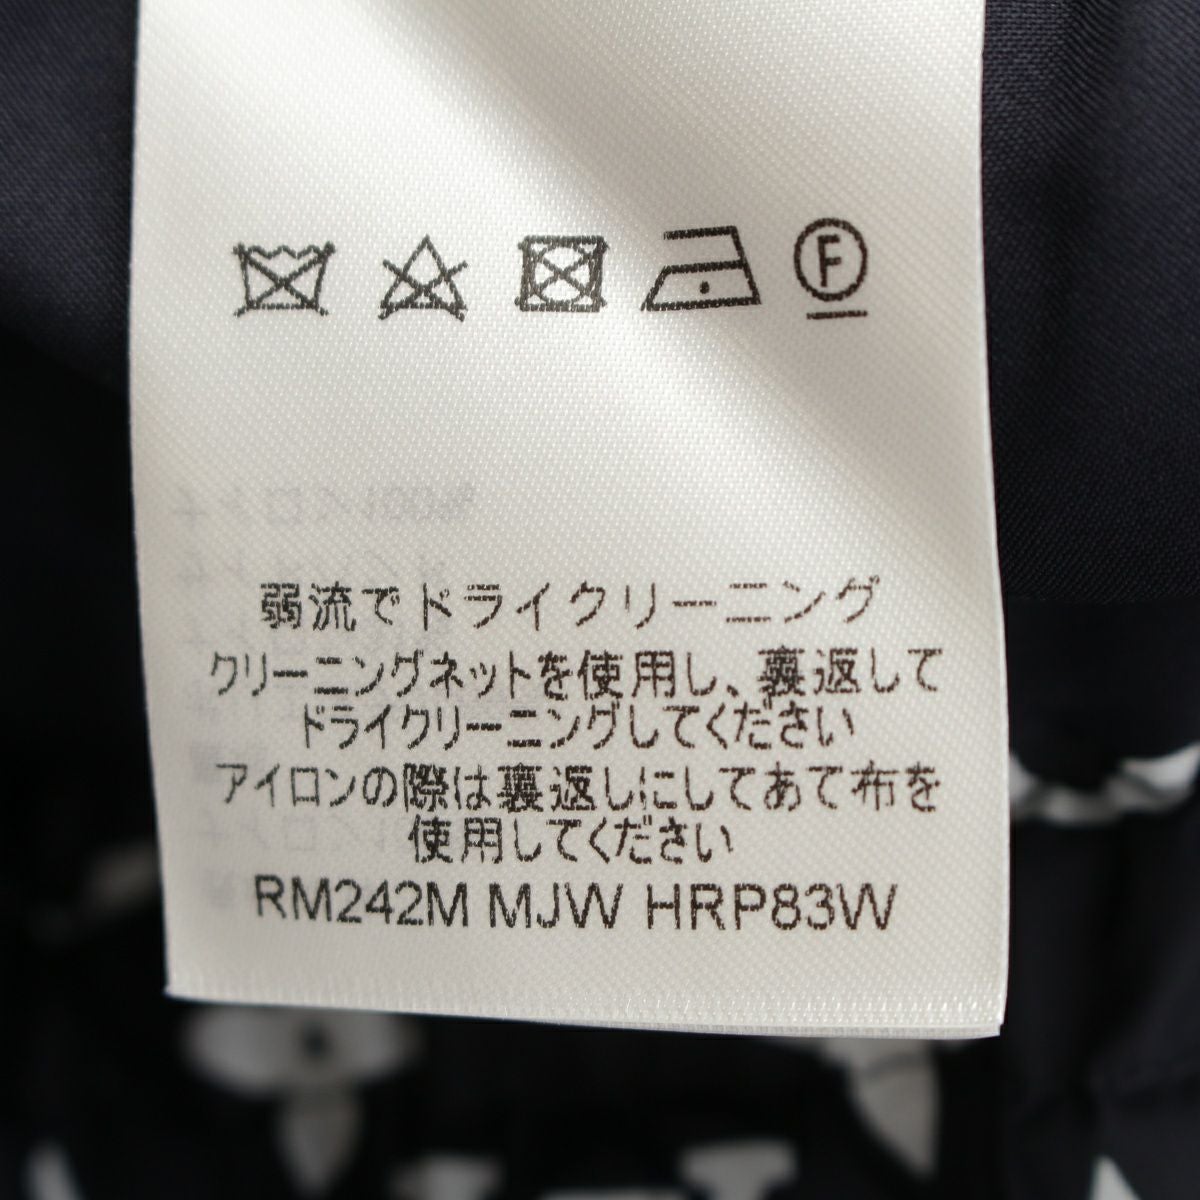 F
弱流でドライクリーニング
クリーニングネットを使用し、裏返して
ドライクリーニングしてください
アイロンの際は裏返しにしてあて布を
使用してください
RM242M MJW HRP83W